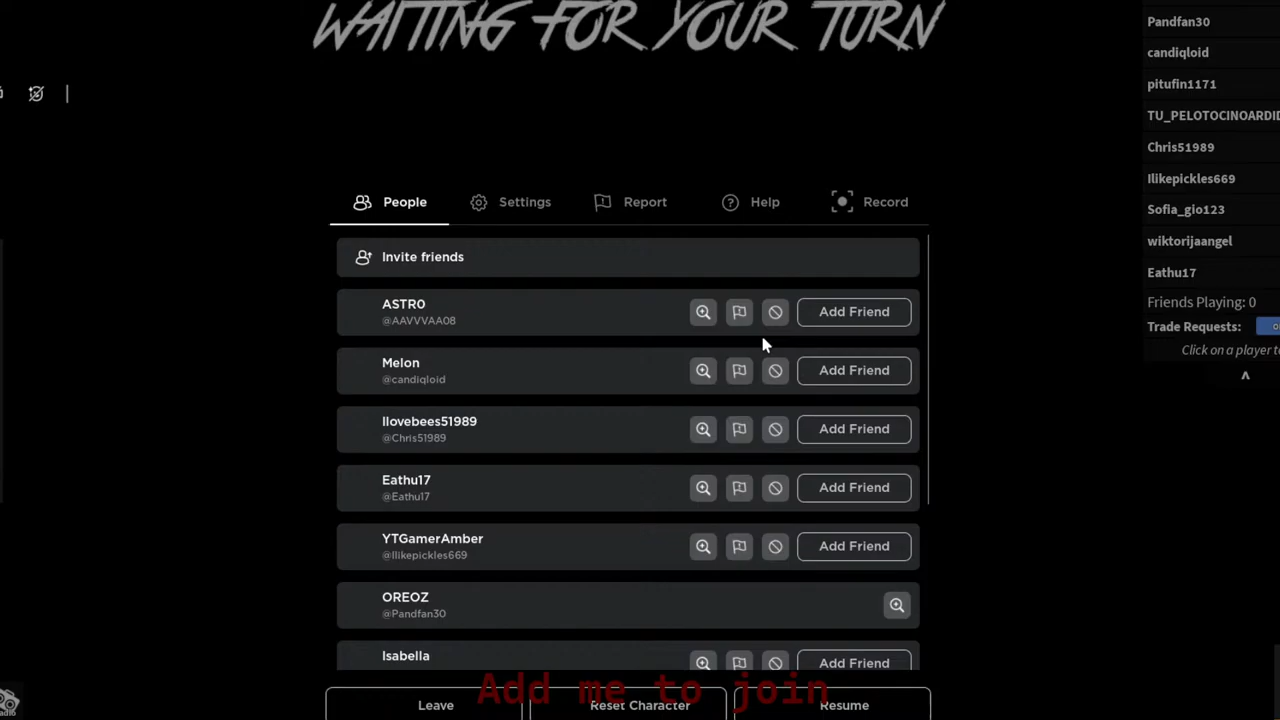 WAITING FOR YOUR TURN
People
Settings
Report
Help
Record
Invite friends
ASTR0
@AAVVVAA08
Add Friend
Melon
@candiqloid
Add Friend
Ilovebees51989
@Chris51989
Add Friend
Eathu17
@Eathu17
Add Friend
YTGamerAmber
@Ilikepickles669
Add Friend
OREOZ
@Pandfan30
Isabella
Add Friend
Add me to join
Leave
Reset Character
Resume
Pandfan30
candiqloid
pitufin1171
TU_PELOTOCINOARDID
Chris51989
Ilikepickles669
Sofia_gio123
wiktorijaangel
Eathu17
Friends Playing: 0
Trade Requests:
Click on a player to